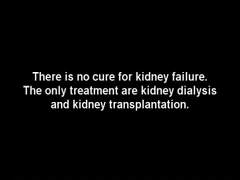 There is no cure for kidney failure.
The only treatment are kidney dialysis
and kidney transplantation.